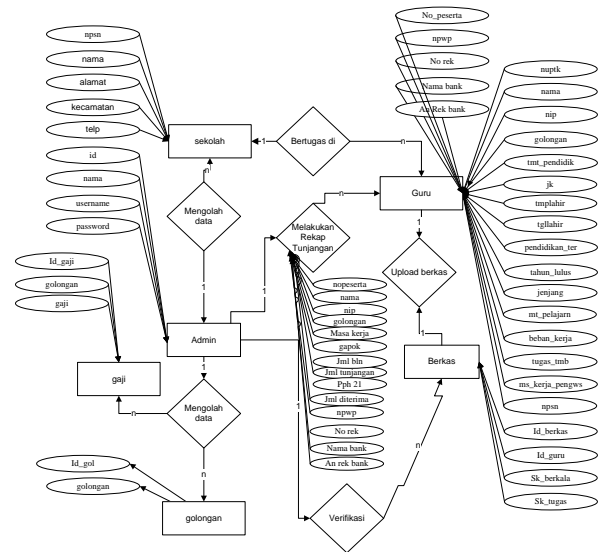 npsn
nama
alamat
kecamatan
telp
id
nama
username
password
Id_gaji
golongan
gaji
gaji
Id_gol
golongan
golongan
sekolah
1
Bertugas di
n
n
Mengolah
data
1
Admin
1
1
1
Mengolah
data
n
n
Melakukan
Rekap
Tunjangan
n
nopeserta
nama
nip
golongan
Masa kerja
gapok
Jml bln
Jml tunjangan
Pph 21
Jml diterima
npwp
No rek
Nama bank
An rek bank
Verifikasi
n
No_peserta
npwp
No rek
Nama bank
An Rek bank
Guru
1
Upload berkas
1
Berkas
nuptk
nama
nip
golongan
tmt_pendidik
jk
tmplahir
tgllahir
pendidikan_ter
tahun_lulus
jenjang
mt_pelajarn
beban_kerja
tugas_tmb
ms_kerja_pengws
npsn
Id_berkas
Id_guru
Sk_berkala
Sk_tugas